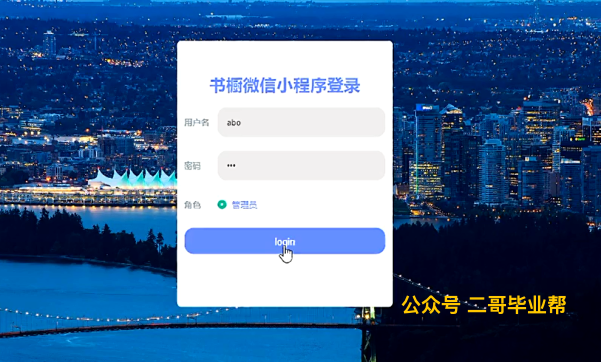 书橱微信小程序登录
用户名 abo
密码 •••
角色 管理员
login
公众号 二哥毕业帮